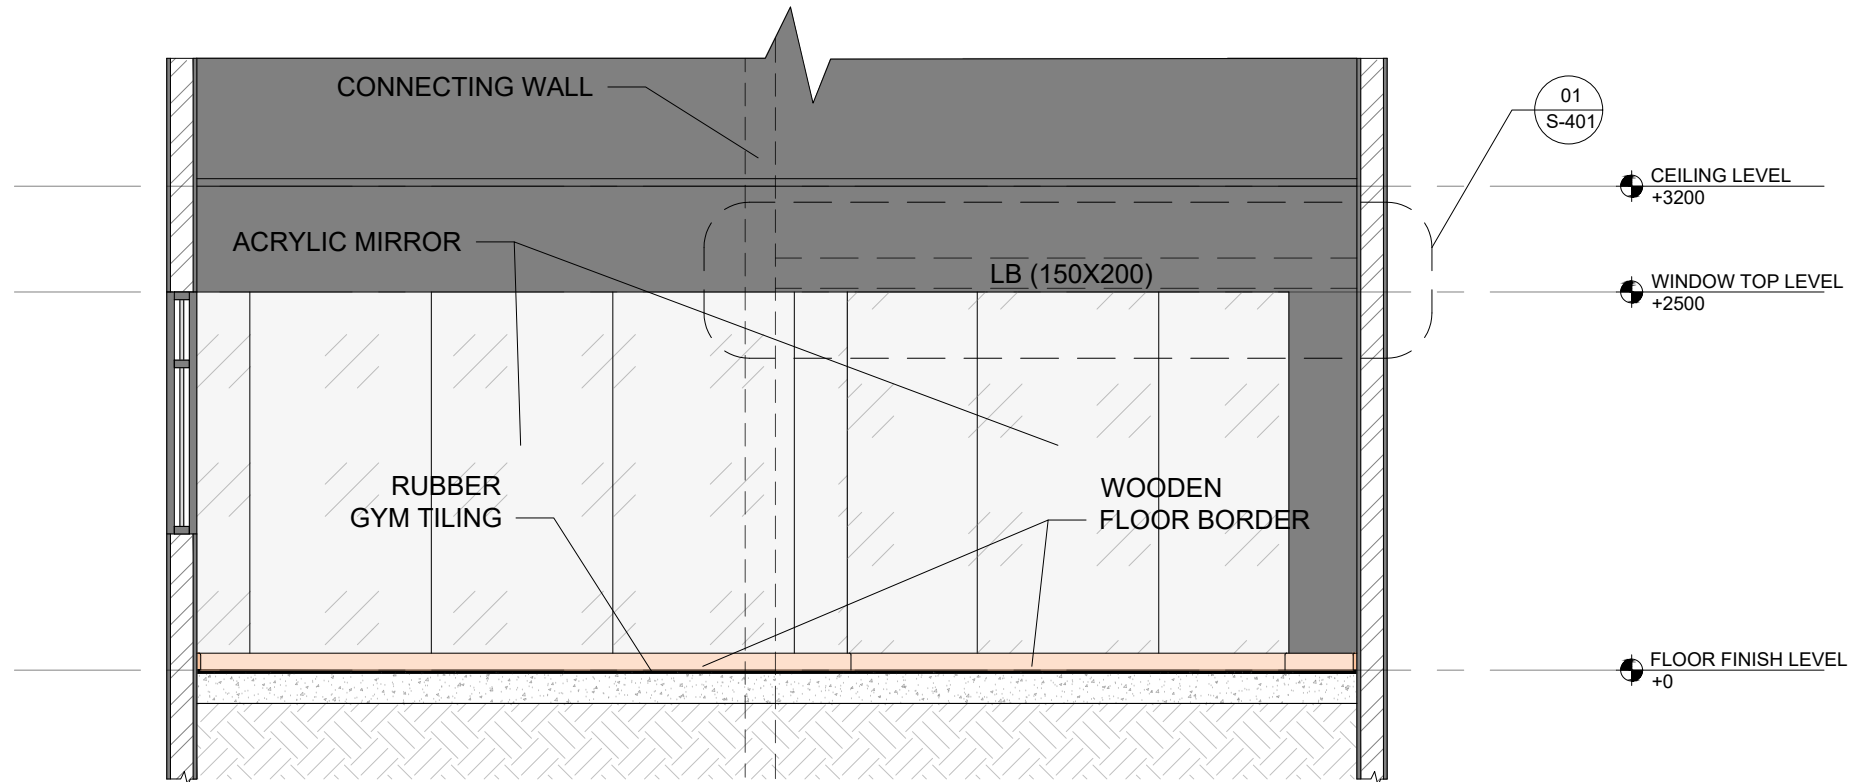 CONNECTING WALL
01
S-401
CEILING LEVEL
+3200
ACRYLIC MIRROR
LB (150X200)
WINDOW TOP LEVEL
+2500
RUBBER
GYM TILING
WOODEN
FLOOR BORDER
FLOOR FINISH LEVEL
+0